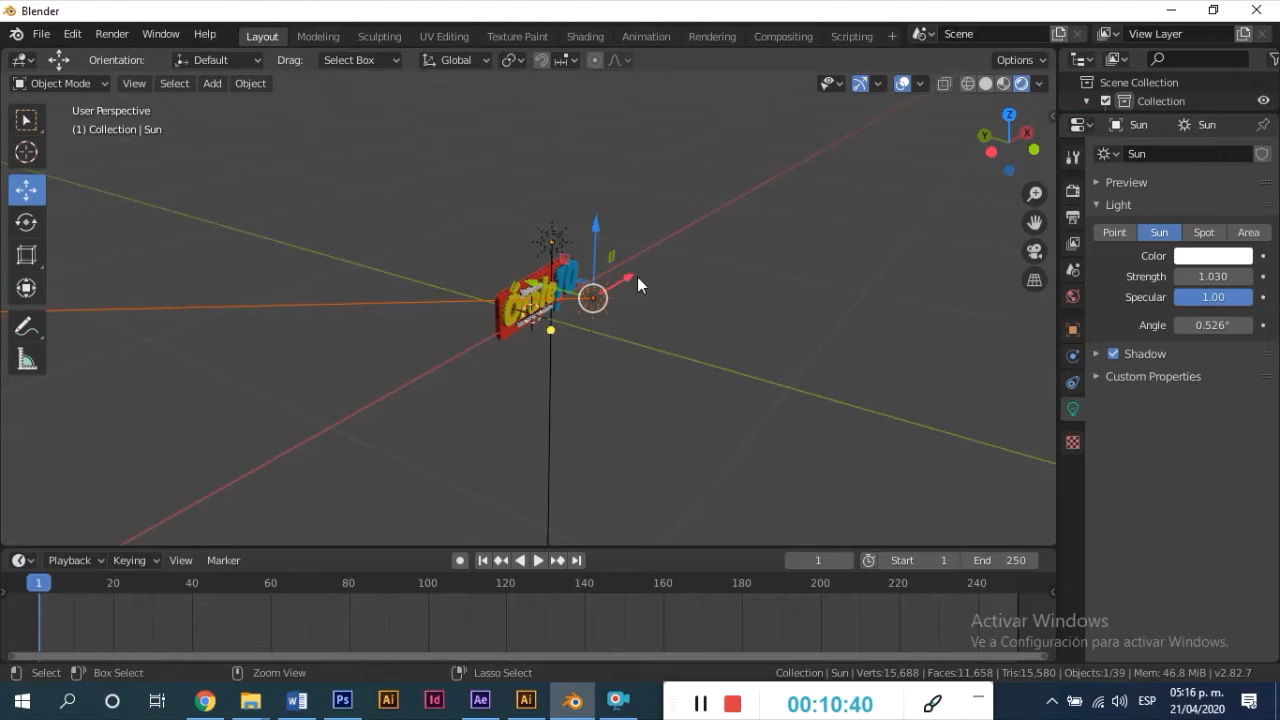 Blender
File Edit Render Window Help Layout Modeling Sculpting UV Editing Texture Paint Shading Animation Rendering Compositing Scripting Scene View Layer
Orientation: Default Drag: Select Box Global Options
Object Mode View Select Add Object
Scene Collection
Collection
User Perspective
(1) Collection | Sun
Z
Y
X
Sun Sun
Sun
Preview
Light
Point Sun Spot Area
Color
Strength 1.030
Specular 1.00
Angle 0.526°
Shadow
Custom Properties
Playback Keying View Marker 1 Start 1 End 250
1 20 40 60 80 100 120 140 160 180 200 220 240
Activar Windows
Ve a Configuración para activar Windows.
Select Box Select Zoom View Lasso Select Collection | Sun | Verts:15,688 | Faces:11,658 | Tris:15,580 | Objects:1/39 | Mem: 46.8 MiB | v2.82.7
W Ps Ai Id Ae Ai 00:10:40 ESP 05:16 p. m.
21/04/2020